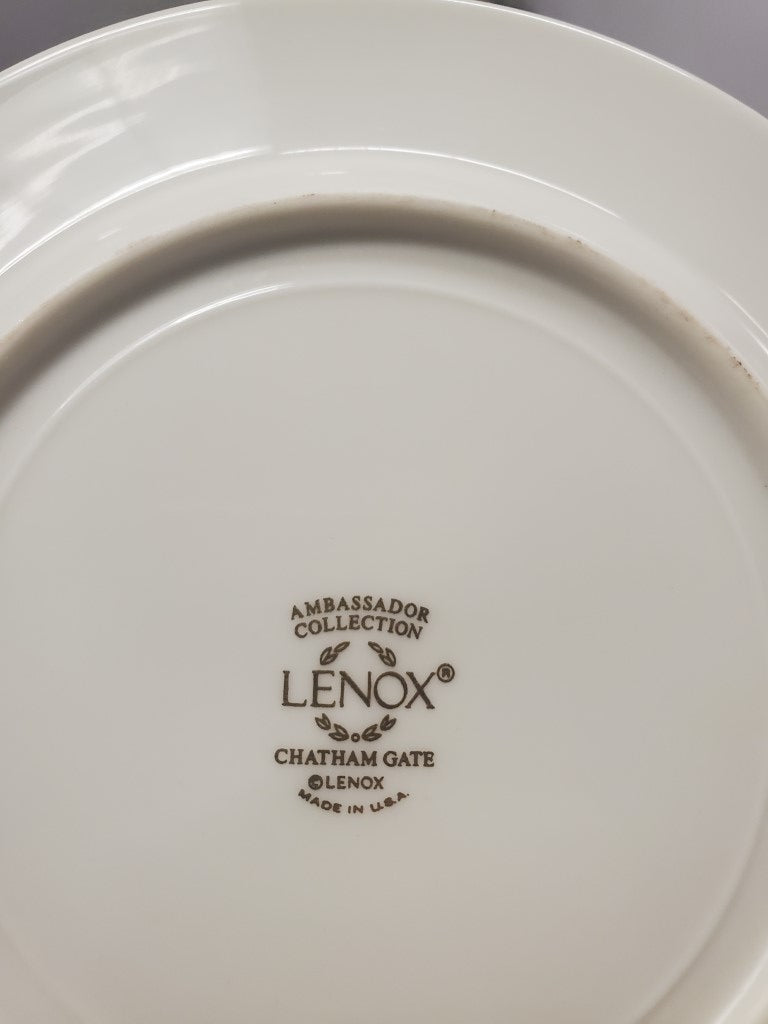 AMBASSADOR
COLLECTION
LENOX®
CHATHAM GATE
©LENOX
MADE IN U.S.A.